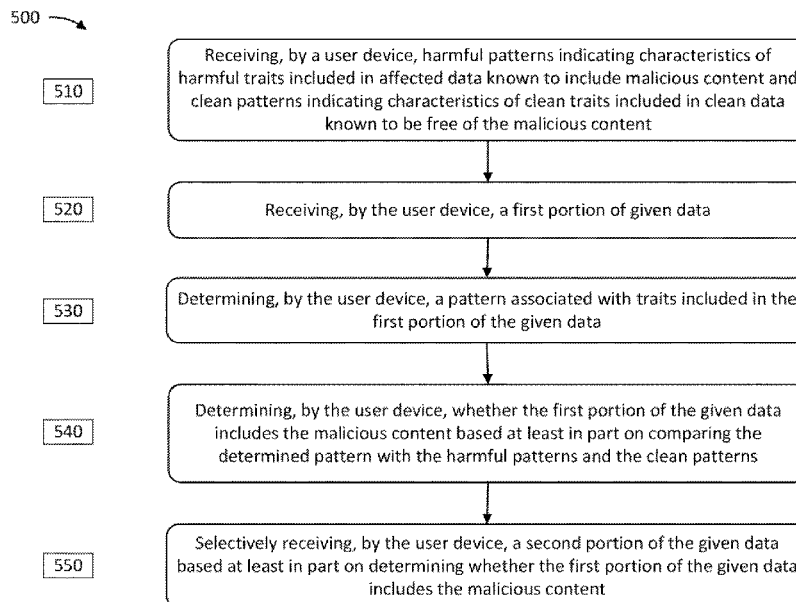 500
510
Receiving, by a user device, harmful patterns indicating characteristics of
harmful traits included in affected data known to include malicious content and
clean patterns indicating characteristics of clean traits included in clean data
known to be free of the malicious content
520
Receiving, by the user device, a first portion of given data
530
Determining, by the user device, a pattern associated with traits included in the
first portion of the given data
540
Determining, by the user device, whether the first portion of the given data
includes the malicious content based at least in part on comparing the
determined pattern with the harmful patterns and the clean patterns
550
Selectively receiving, by the user device, a second portion of the given data
based at least in part on determining whether the first portion of the given data
includes the malicious content